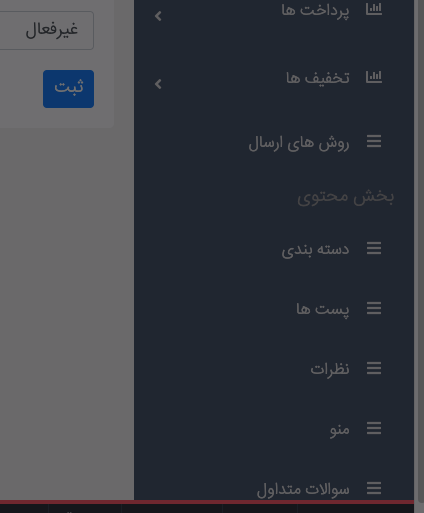 پرداخت ها
تخفیف ها
روش های ارسال
بخش محتوی
دسته بندی
پست ها
نظرات
منو
سوالات متداول
غیرفعال
ثبت